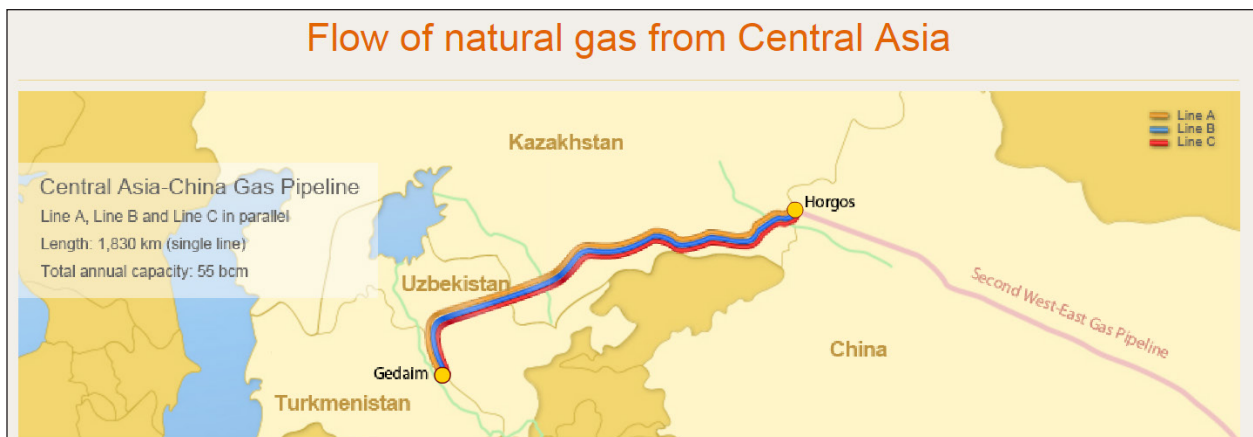 Flow of natural gas from Central Asia
Line A
Line B
Line C
Kazakhstan
Central Asia-China Gas Pipeline
Line A, Line B and Line C in parallel
Length: 1,830 km (single line)
Total annual capacity: 55 bcm
Horgos
Uzbekistan
Second West-East Gas Pipeline
China
Gedaim
Turkmenistan